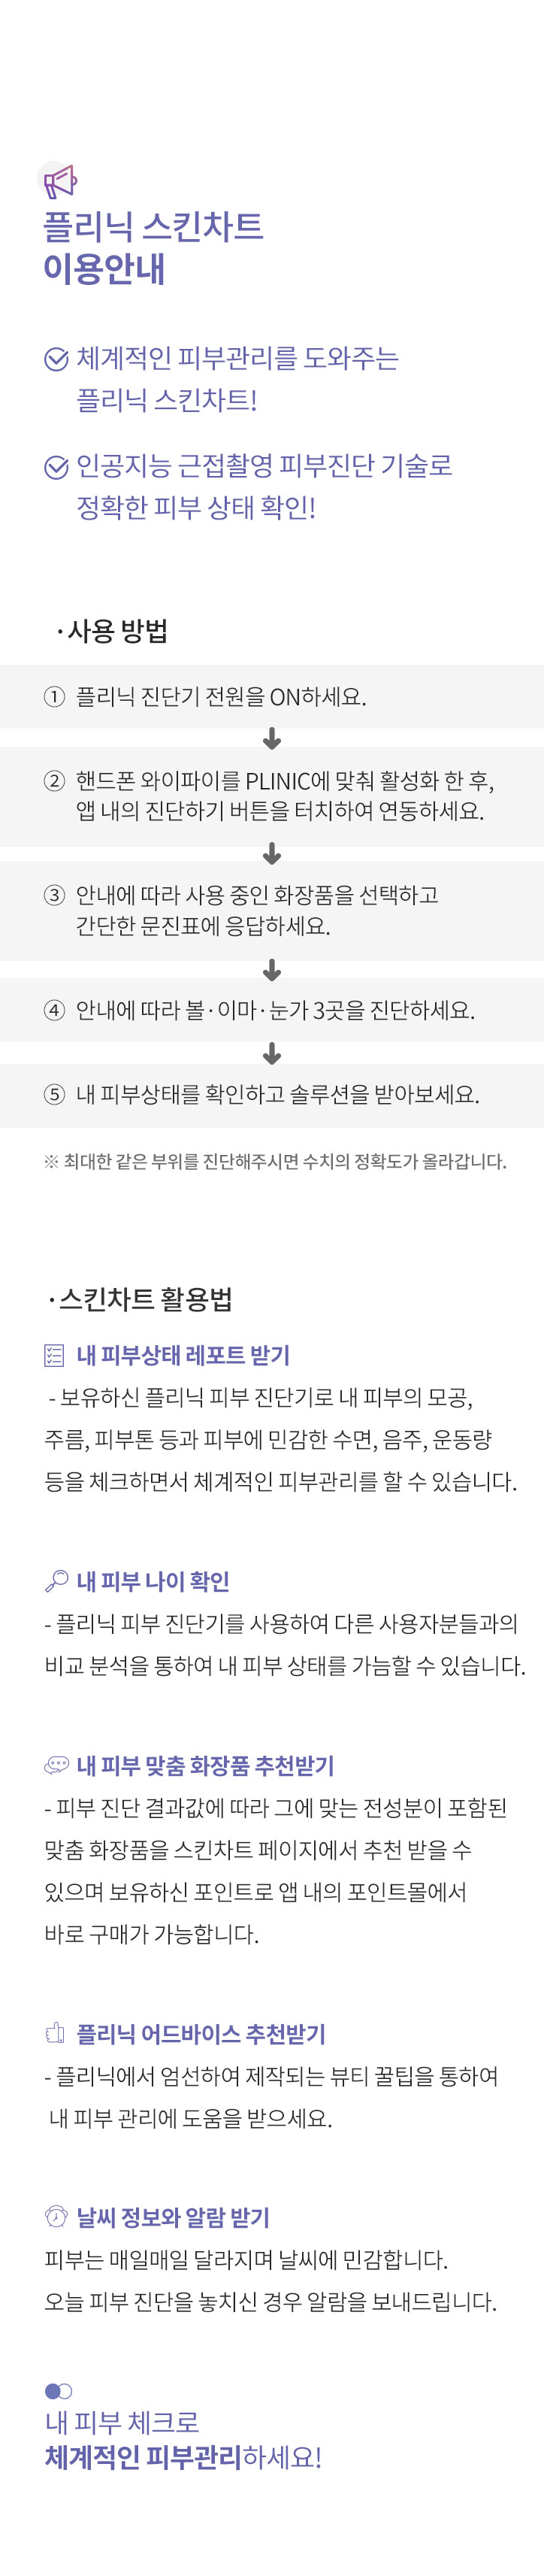 플리닉 스킨차트
이용안내
체계적인 피부관리를 도와주는
플리닉 스킨차트!
인공지능 근접촬영 피부진단 기술로
정확한 피부 상태 확인!
·사용 방법
① 플리닉 진단기 전원을 ON하세요.
② 핸드폰 와이파이를 PLINIC에 맞춰 활성화 한 후,
앱 내의 진단하기 버튼을 터치하여 연동하세요.
③ 안내에 따라 사용 중인 화장품을 선택하고
간단한 문진표에 응답하세요.
④ 안내에 따라 볼·이마·눈가 3곳을 진단하세요.
⑤ 내 피부상태를 확인하고 솔루션을 받아보세요.
※ 최대한 같은 부위를 진단해주시면 수치의 정확도가 올라갑니다.
·스킨차트 활용법
내 피부상태 레포트 받기
- 보유하신 플리닉 피부 진단기로 내 피부의 모공,
주름, 피부톤 등과 피부에 민감한 수면, 음주, 운동량
등을 체크하면서 체계적인 피부관리를 할 수 있습니다.
내 피부 나이 확인
- 플리닉 피부 진단기를 사용하여 다른 사용자분들과의
비교 분석을 통하여 내 피부 상태를 가늠할 수 있습니다.
내 피부 맞춤 화장품 추천받기
- 피부 진단 결과값에 따라 그에 맞는 전성분이 포함된
맞춤 화장품을 스킨차트 페이지에서 추천 받을 수
있으며 보유하신 포인트로 앱 내의 포인트몰에서
바로 구매가 가능합니다.
플리닉 어드바이스 추천받기
- 플리닉에서 엄선하여 제작되는 뷰티 꿀팁을 통하여
내 피부 관리에 도움을 받으세요.
날씨 정보와 알람 받기
피부는 매일매일 달라지며 날씨에 민감합니다.
오늘 피부 진단을 놓치신 경우 알람을 보내드립니다.
내 피부 체크로
체계적인 피부관리하세요!